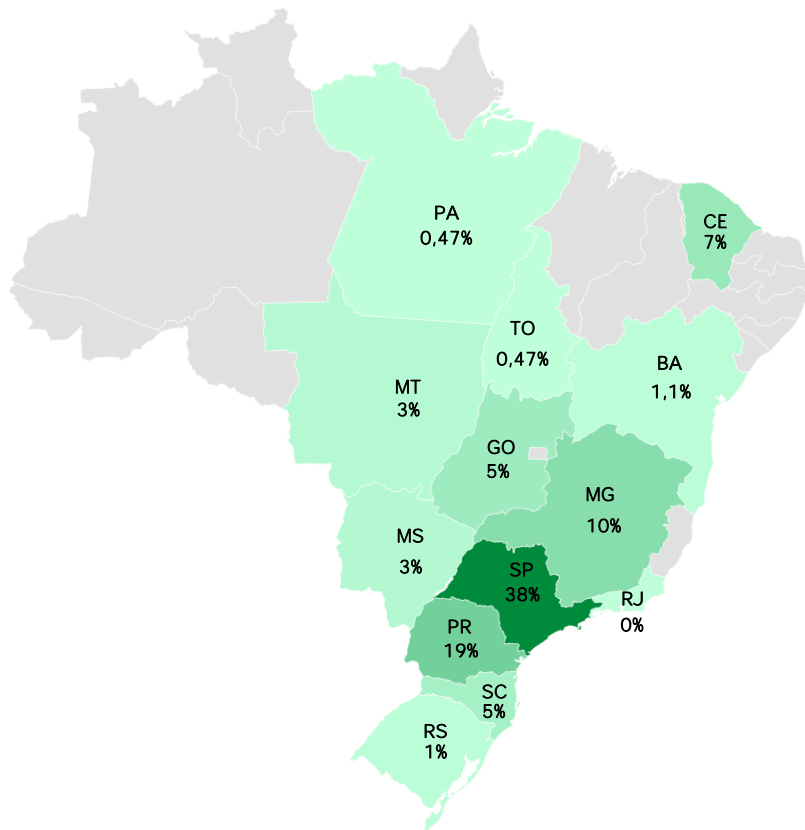 PA
0,47%
CE
7%
TO
0,47%
BA
1,1%
MT
3%
GO
5%
MG
10%
MS
3%
SP
38%
RJ
0%
PR
19%
SC
5%
RS
1%